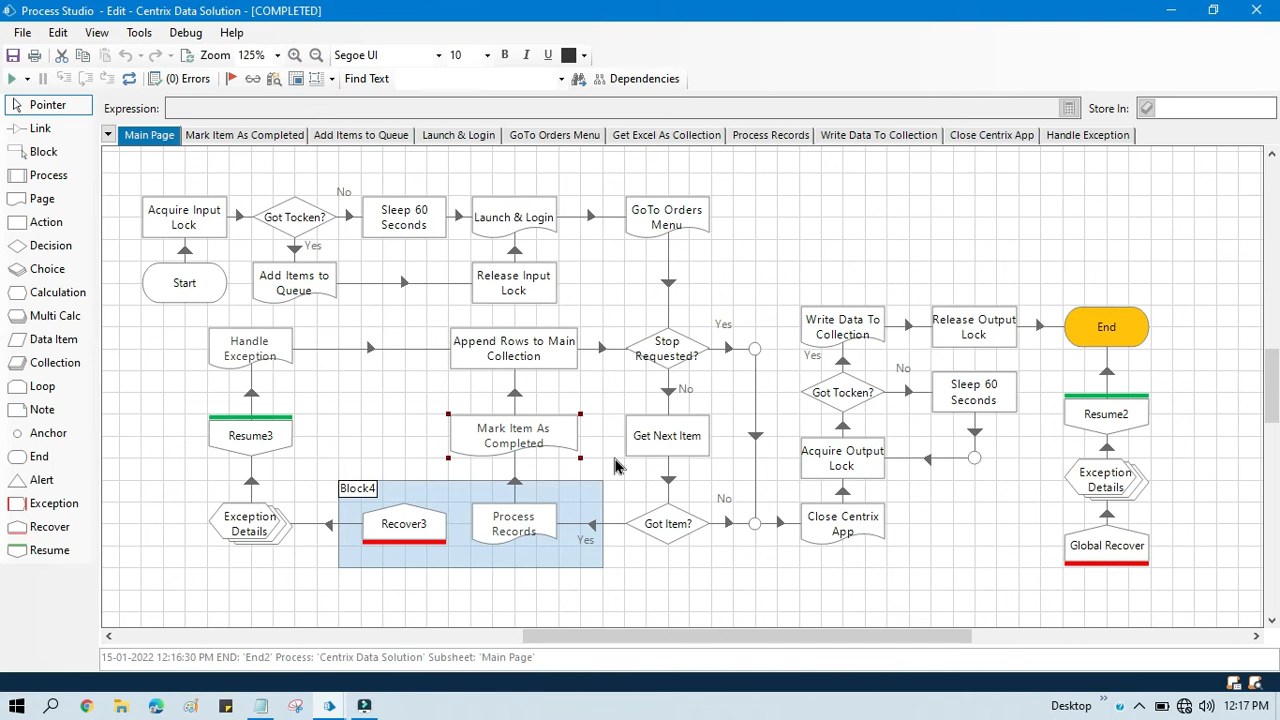 Process Studio  - Edit - Centrix Data Solution - [COMPLETED]
File Edit View Tools Debug Help
Zoom 125% Segoe UI 10 B I U
(0) Errors Find Text Dependencies
Pointer
Link
Block
Process
Page
Action
Decision
Choice
Calculation
Multi Calc
Data Item
Collection
Loop
Note
Anchor
End
Alert
Exception
Recover
Resume
Expression: Store In:
Main Page Mark Item As Completed Add Items to Queue Launch & Login GoTo Orders Menu Get Excel As Collection Process Records Write Data To Collection Close Centrix App Handle Exception
Acquire Input
Lock
Got Tocken?
No
Yes
Sleep 60
Seconds
Launch & Login
GoTo Orders
Menu
Start
Add Items to
Queue
Release Input
Lock
Handle
Exception
Append Rows to Main
Collection
Stop
Requested?
Yes
No
Write Data To
Collection
Release Output
Lock
End
Yes
Got Tocken?
No
Sleep 60
Seconds
Resume2
Resume3
Mark Item As
Completed
Get Next Item
Acquire Output
Lock
Exception
Details
Block4
Exception
Details
Recover3
Process
Records
Yes
Got Item?
No
Close Centrix
App
Global Recover
15-01-2022 12:16:30 PM END: 'End2' Process: 'Centrix Data Solution' Subsheet: 'Main Page'
Desktop 12:17 PM